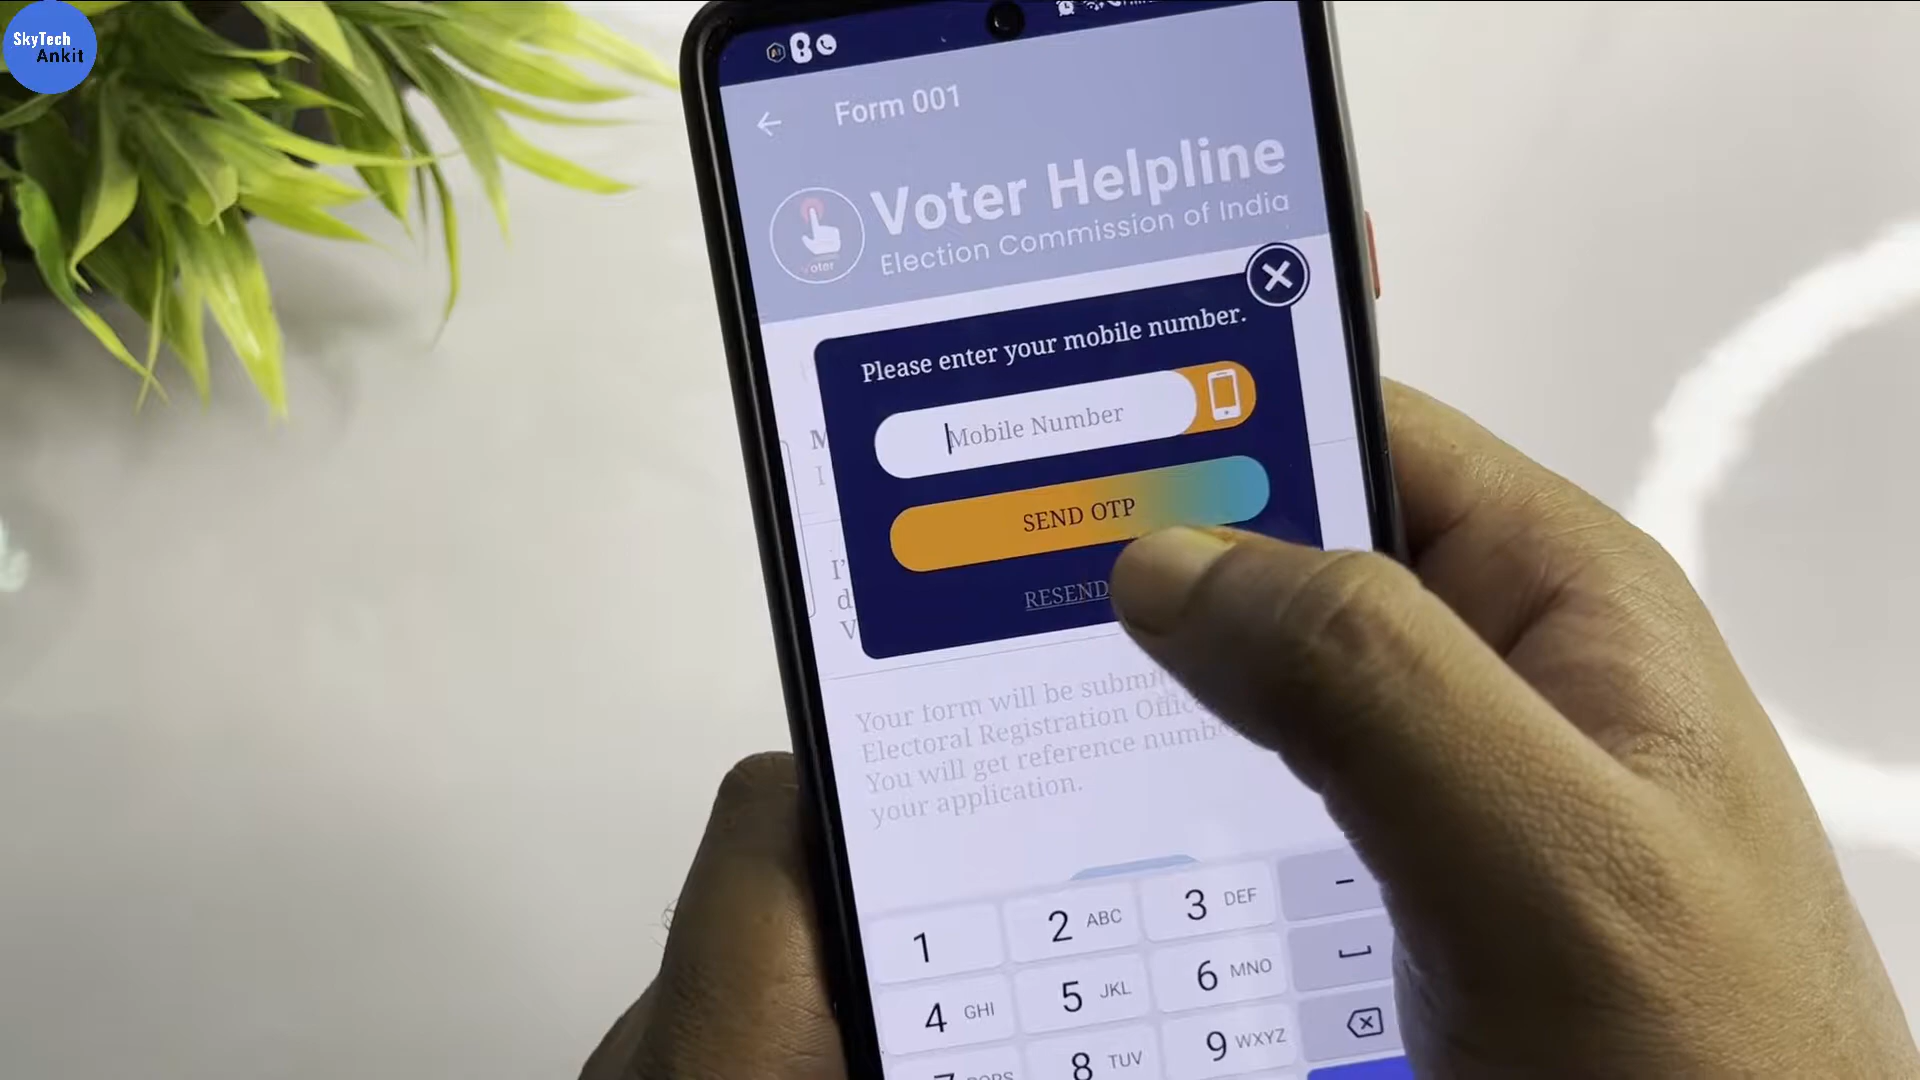 SkyTech
Ankit
Form 001
Voter Helpline
Election Commission of India
Voter
Please enter your mobile number.
Mobile Number
SEND OTP
RESEND
I'
d
V
Your form will be submi
Electoral Registration Offic
You will get reference numb
your application.
1
2 ABC
3 DEF
4 GHI
5 JKL
6 MNO
8 TUV
9 WXYZ